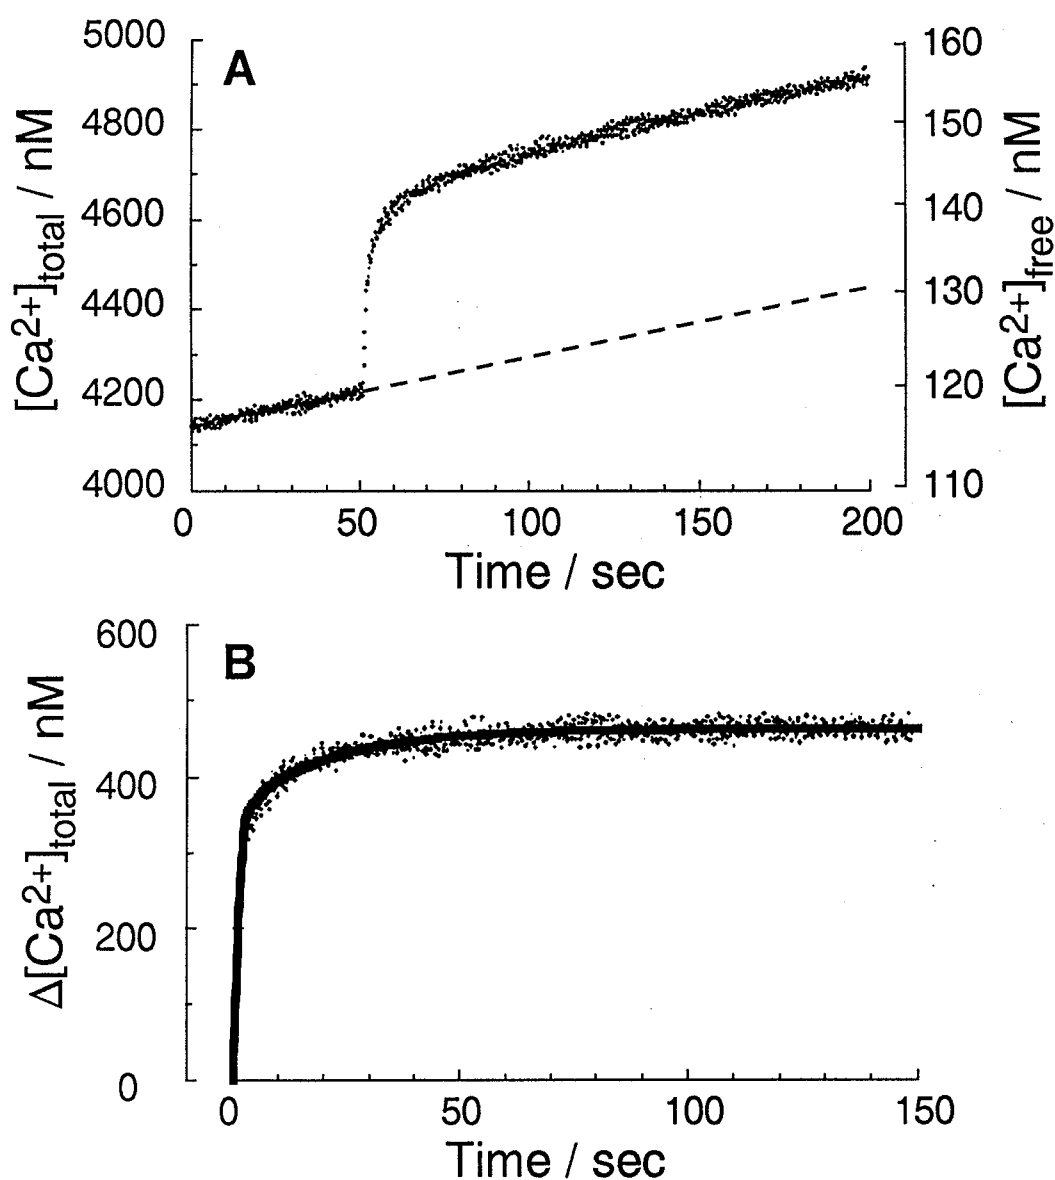 A
5000
4800
4600
4400
4200
4000
[Ca2+]total / nM
160
150
140
130
120
110
[Ca2+]free / nM
0 50 100 150 200
Time / sec
B
600
400
200
0
Δ[Ca2+]total / nM
0 50 100 150
Time / sec